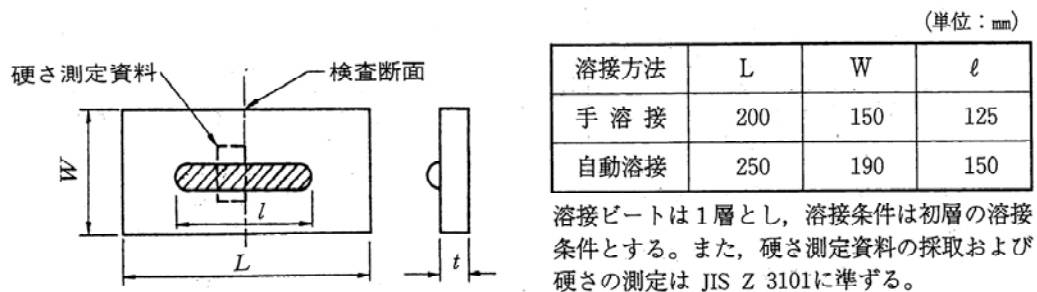 (単位：㎜)
硬さ測定資料
検査断面
W
l
L
t
溶接方法 L W ℓ
手溶接 200 150 125
自動溶接 250 190 150
溶接ビートは1層とし，溶接条件は初層の溶接
条件とする。また，硬さ測定資料の採取および
硬さの測定は JIS Z 3101に準ずる。